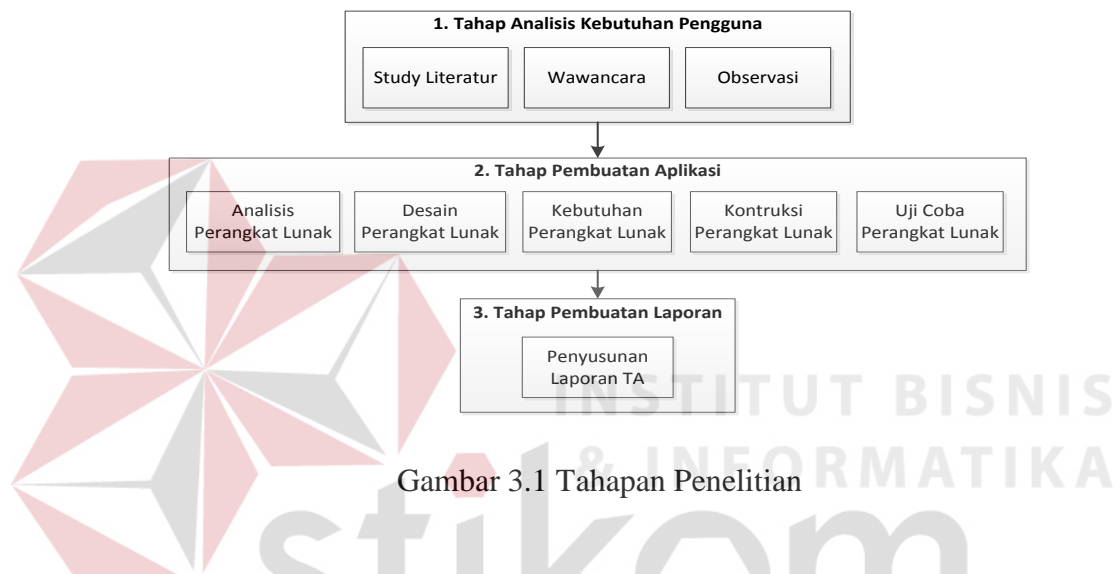 1. Tahap Analisis Kebutuhan Pengguna
Study Literatur
Wawancara
Observasi
2. Tahap Pembuatan Aplikasi
Analisis
Perangkat Lunak
Desain
Perangkat Lunak
Kebutuhan
Perangkat Lunak
Kontruksi
Perangkat Lunak
Uji Coba
Perangkat Lunak
3. Tahap Pembuatan Laporan
Penyusunan
Laporan TA
INSTITUT BISNIS
& INFORMATIKA
Gambar 3.1 Tahapan Penelitian
stikom